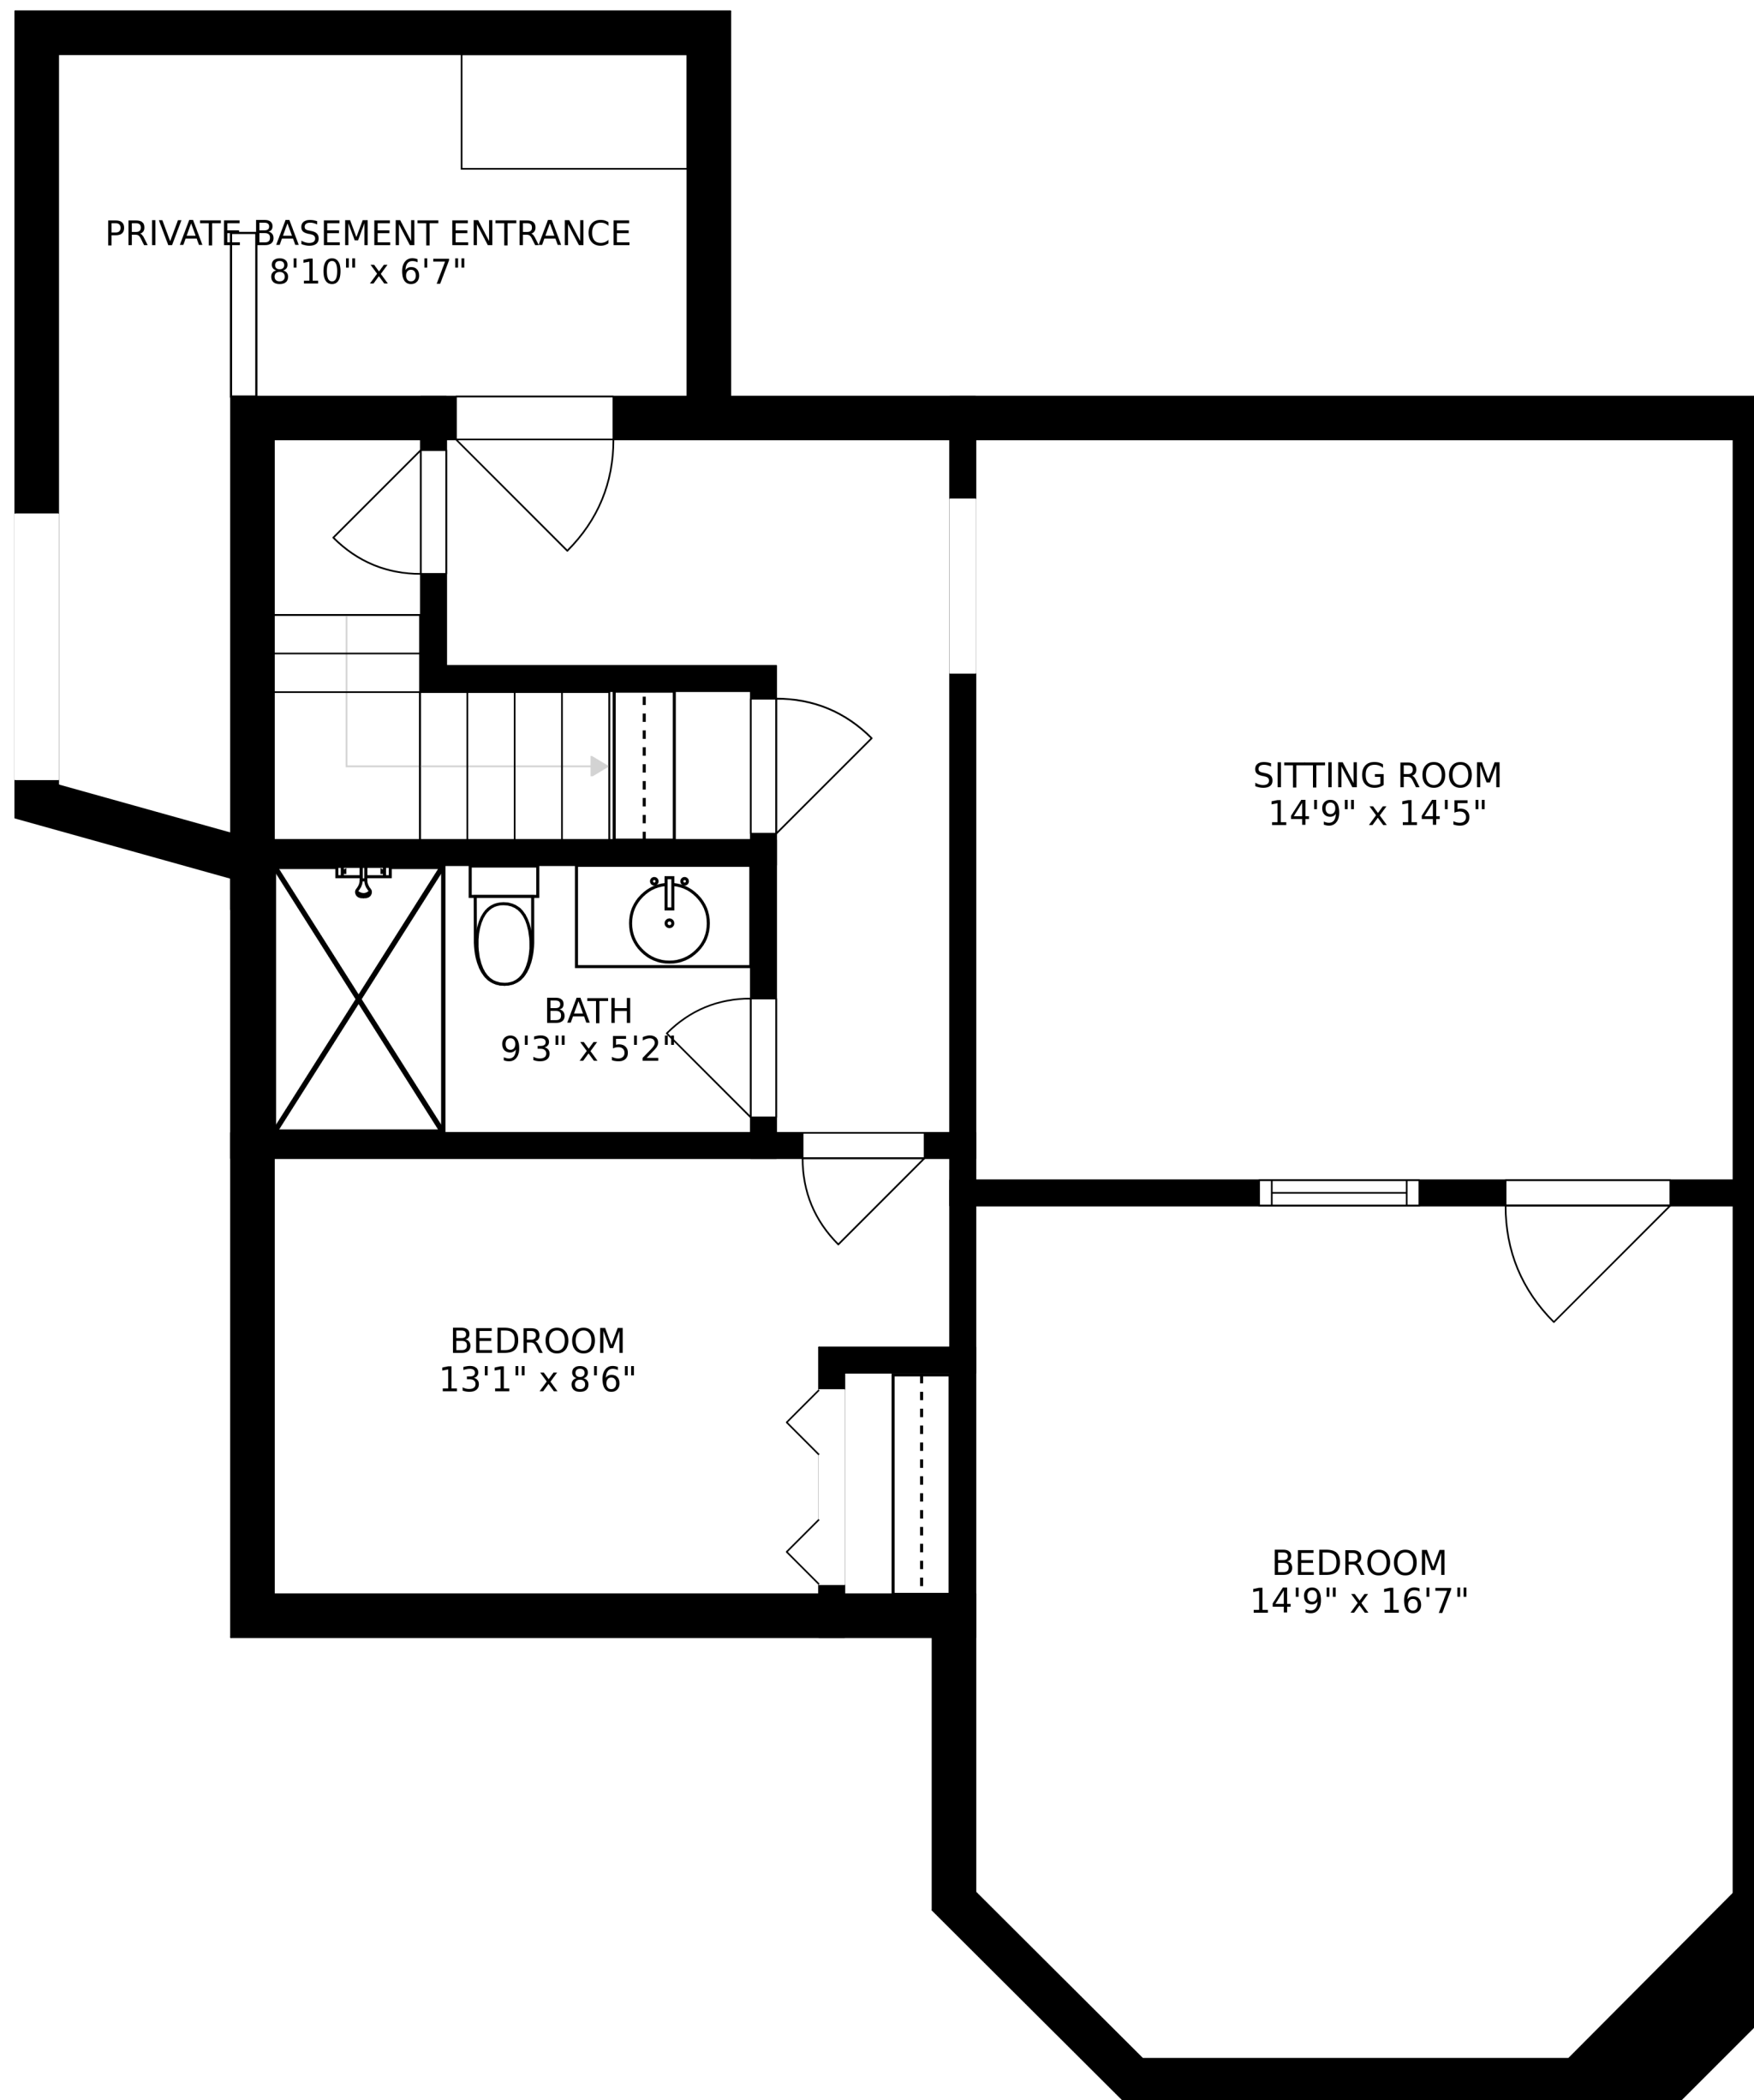 PRIVATE BASEMENT ENTRANCE
8'10" x 6'7"
SITTING ROOM
14'9" x 14'5"
BATH
9'3" x 5'2"
BEDROOM
13'1" x 8'6"
BEDROOM
14'9" x 16'7"